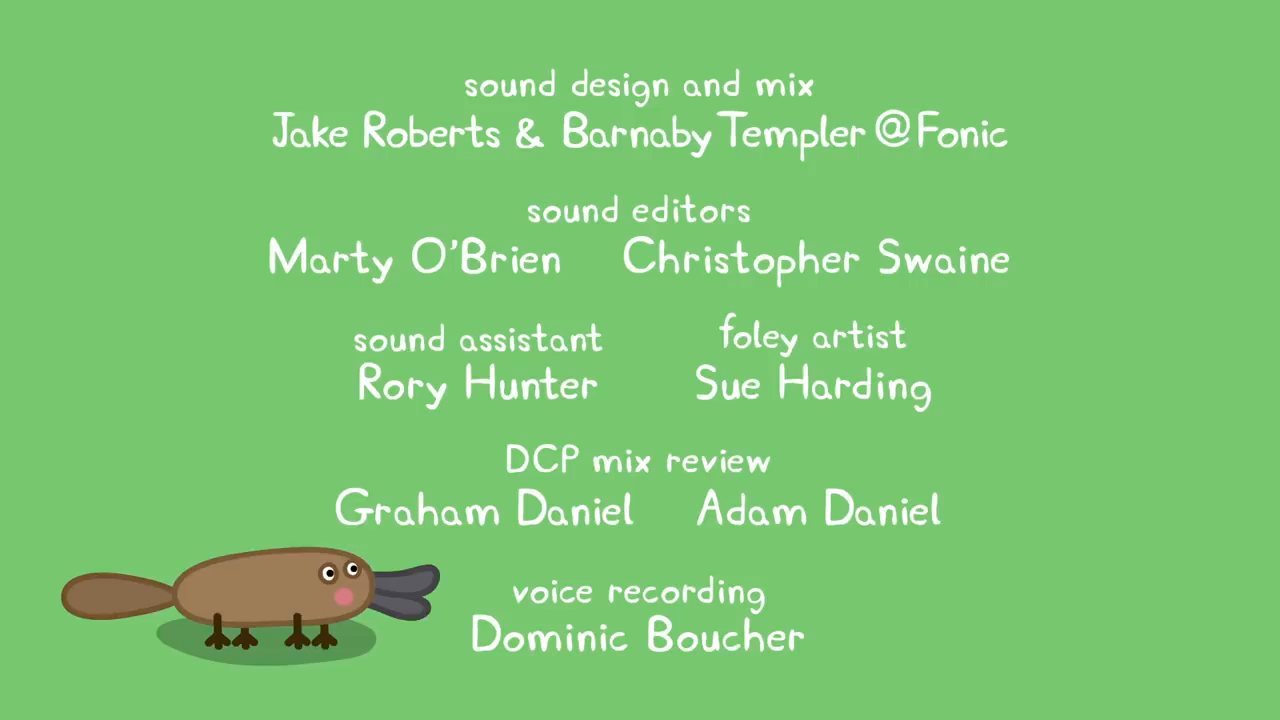 sound design and mix
Jake Roberts & Barnaby Templer @Fonic
sound editors
Marty O'Brien Christopher Swaine
sound assistant foley artist
Rory Hunter Sue Harding
DCP mix review
Graham Daniel Adam Daniel
voice recording
Dominic Boucher